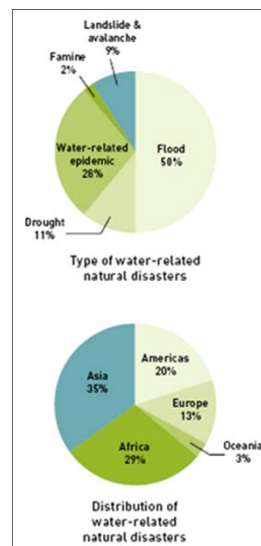 Landslide &
avalanche
9%
Famine
2%
Water-related
epidemic
28%
Flood
50%
Drought
11%
Type of water-related
natural disasters
Americas
20%
Asia
35%
Europe
13%
Oceania
3%
Africa
29%
Distribution of
water-related
natural disasters